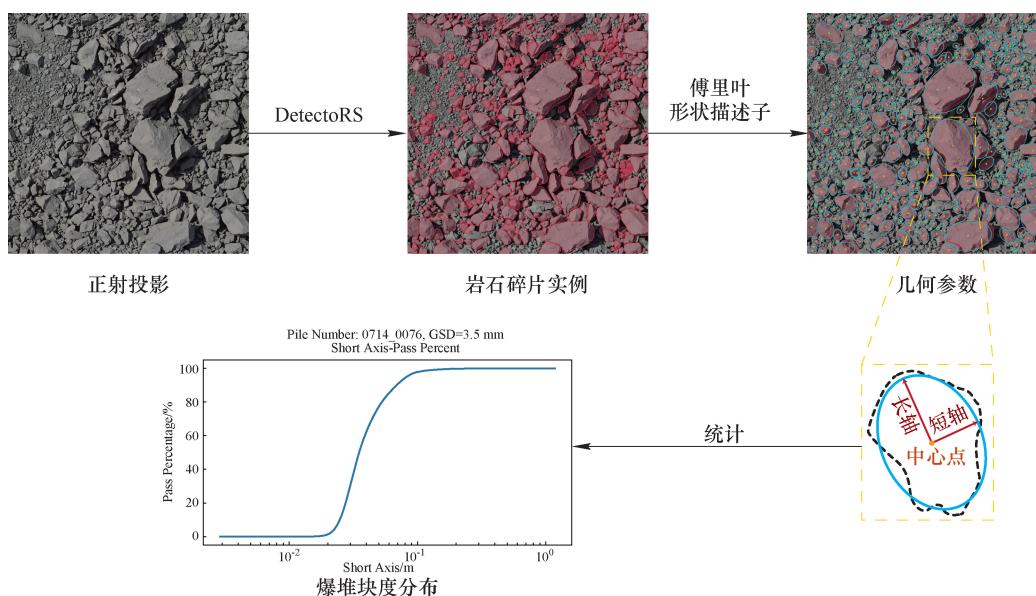 DetectoRS
傅里叶
形状描述子
正射投影
岩石碎片实例
几何参数
Pile Number: 0714_0076, GSD=3.5 mm
Short Axis-Pass Percent
100
80
60
40
20
0
Pass Percentage/%
10⁻²
10⁻¹
10⁰
Short Axis/m
爆堆块度分布
统计
长轴
短轴
中心点